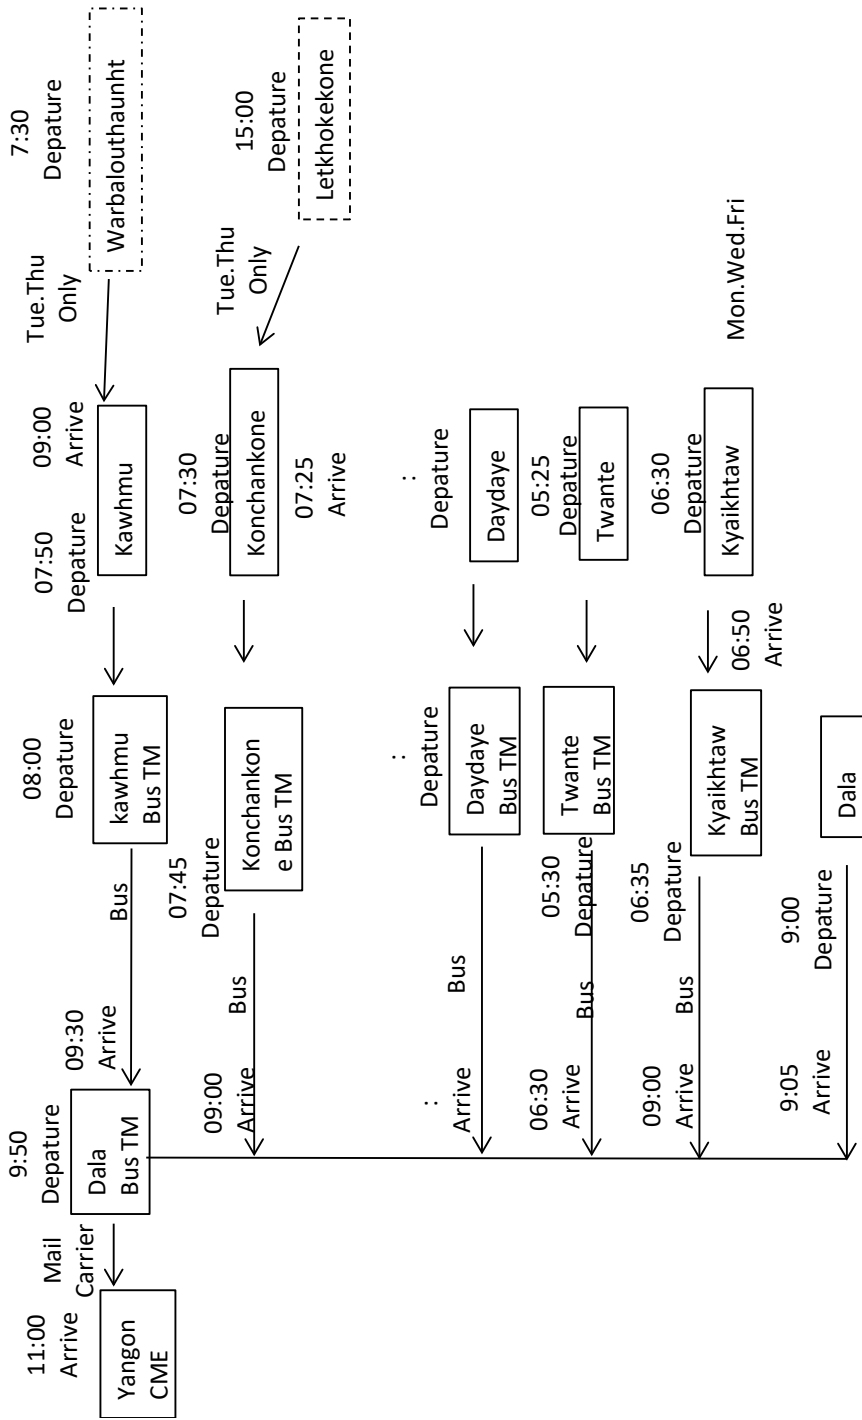 7:30
Depature
Warbalouthaunht
Tue.Thu
Only
09:00
Arrive
07:50
Depature
Kawhmu
08:00
Depature
kawhmu
Bus TM
Bus
09:30
Arrive
9:50
Depature
Dala
Bus TM
Mail
Carrier
11:00
Arrive
Yangon
CME
15:00
Depature
Letkhokekone
Tue.Thu
Only
07:30
Depature
Konchankone
07:25
Arrive
07:45
Depature
Konchankon
e Bus TM
Bus
09:00
Arrive
:
Depature
Daydaye
:
Depature
Daydaye
Bus TM
Bus
:
Arrive
05:25
Depature
Twante
Twante
Bus TM
05:30
Depature
Bus
06:30
Arrive
Mon.Wed.Fri
06:30
Depature
Kyaikhtaw
06:50
Arrive
Kyaikhtaw
Bus TM
06:35
Depature
Bus
09:00
Arrive
Dala
9:00
Depature
9:05
Arrive